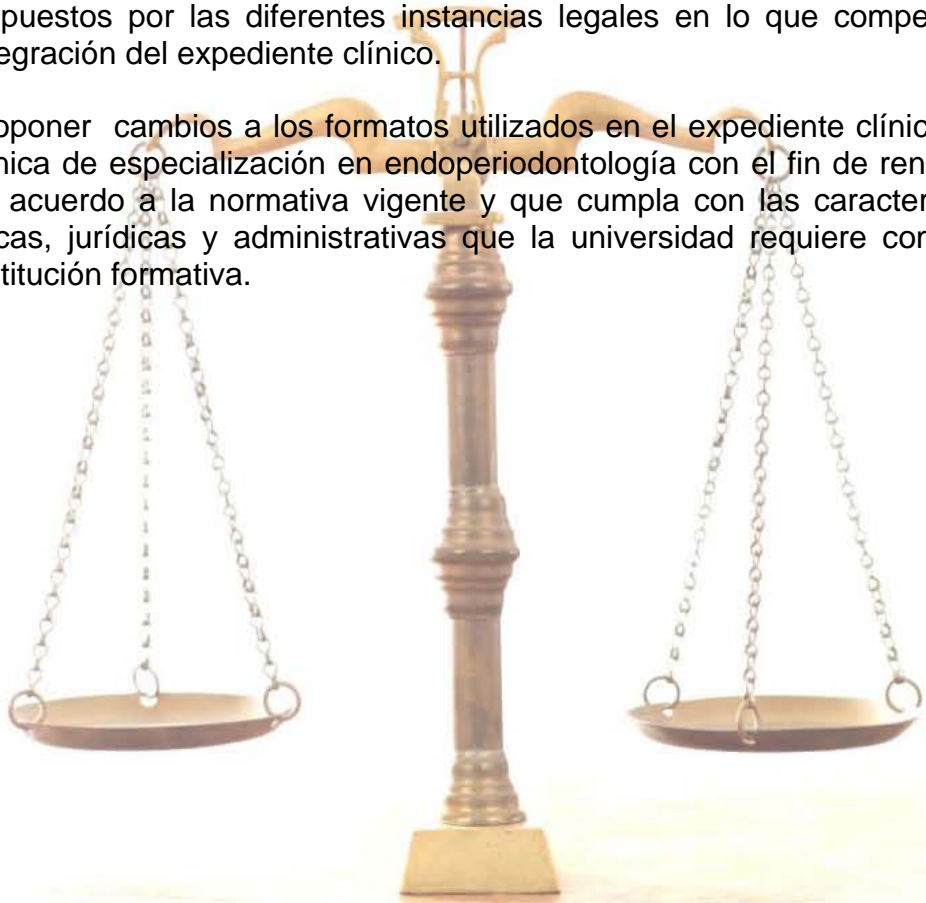 puestos por las diferentes instancias legales en lo que compe
egración del expediente clínico.
oponer cambios a los formatos utilizados en el expediente clínic
nica de especialización en endoperiodontología con el fin de ren
acuerdo a la normativa vigente y que cumpla con las caracter
icas, jurídicas y administrativas que la universidad requiere cor
titución formativa.